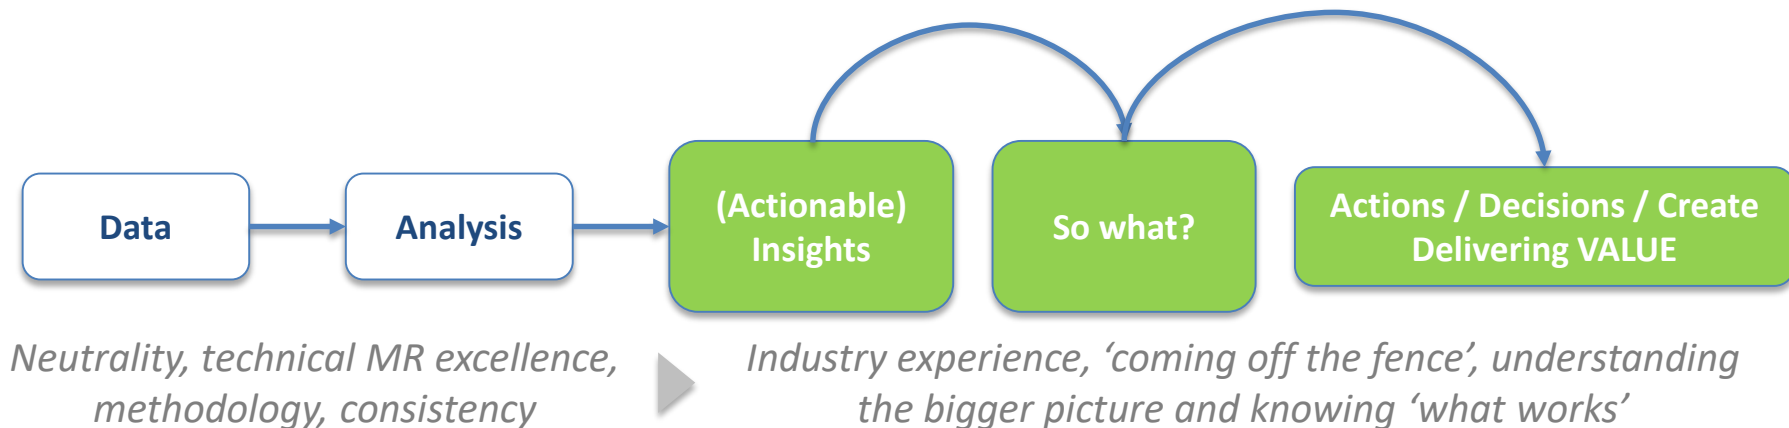 Data
Analysis
(Actionable)
Insights
So what?
Actions / Decisions / Create
Delivering VALUE
Neutrality, technical MR excellence,
methodology, consistency
Industry experience, ‘coming off the fence’, understanding
the bigger picture and knowing ‘what works’